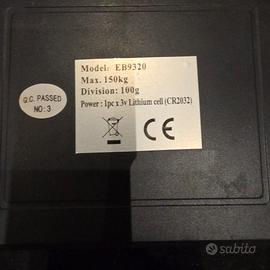 Model: EB9320
Max. 150kg
Division: 100g
Power : 1pc x 3v Lithium cell (CR2032)
Q.C. PASSED
NO: 3
CE
subito